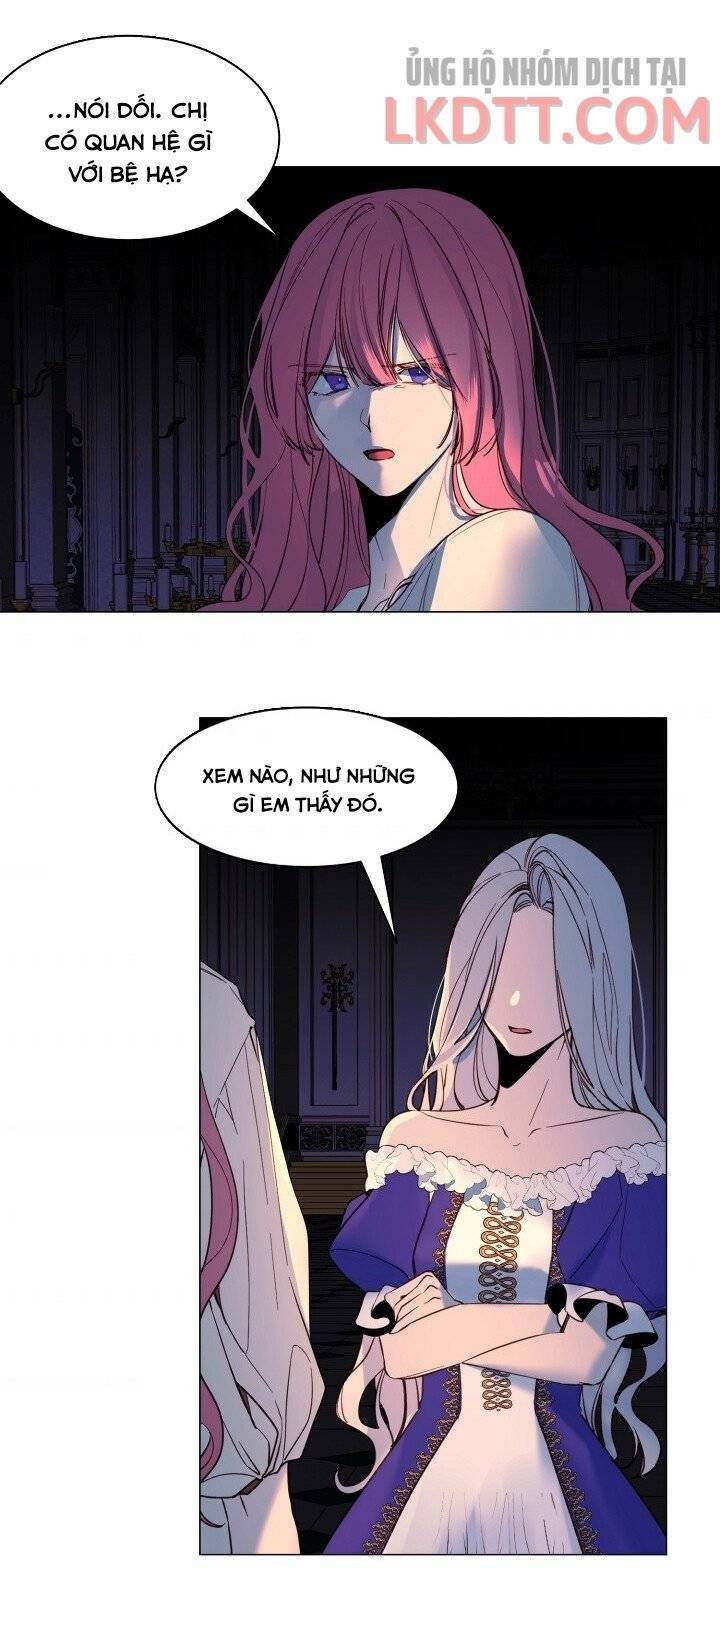 ỦNG HỘ NHÓM DỊCH TẠI
LKDTT.COM
...NÓI DỐI. CHỊ
CÓ QUAN HỆ GÌ
VỚI BỆ HẠ?
XEM NÀO, NHƯ NHỮNG
GÌ EM THẤY ĐÓ.